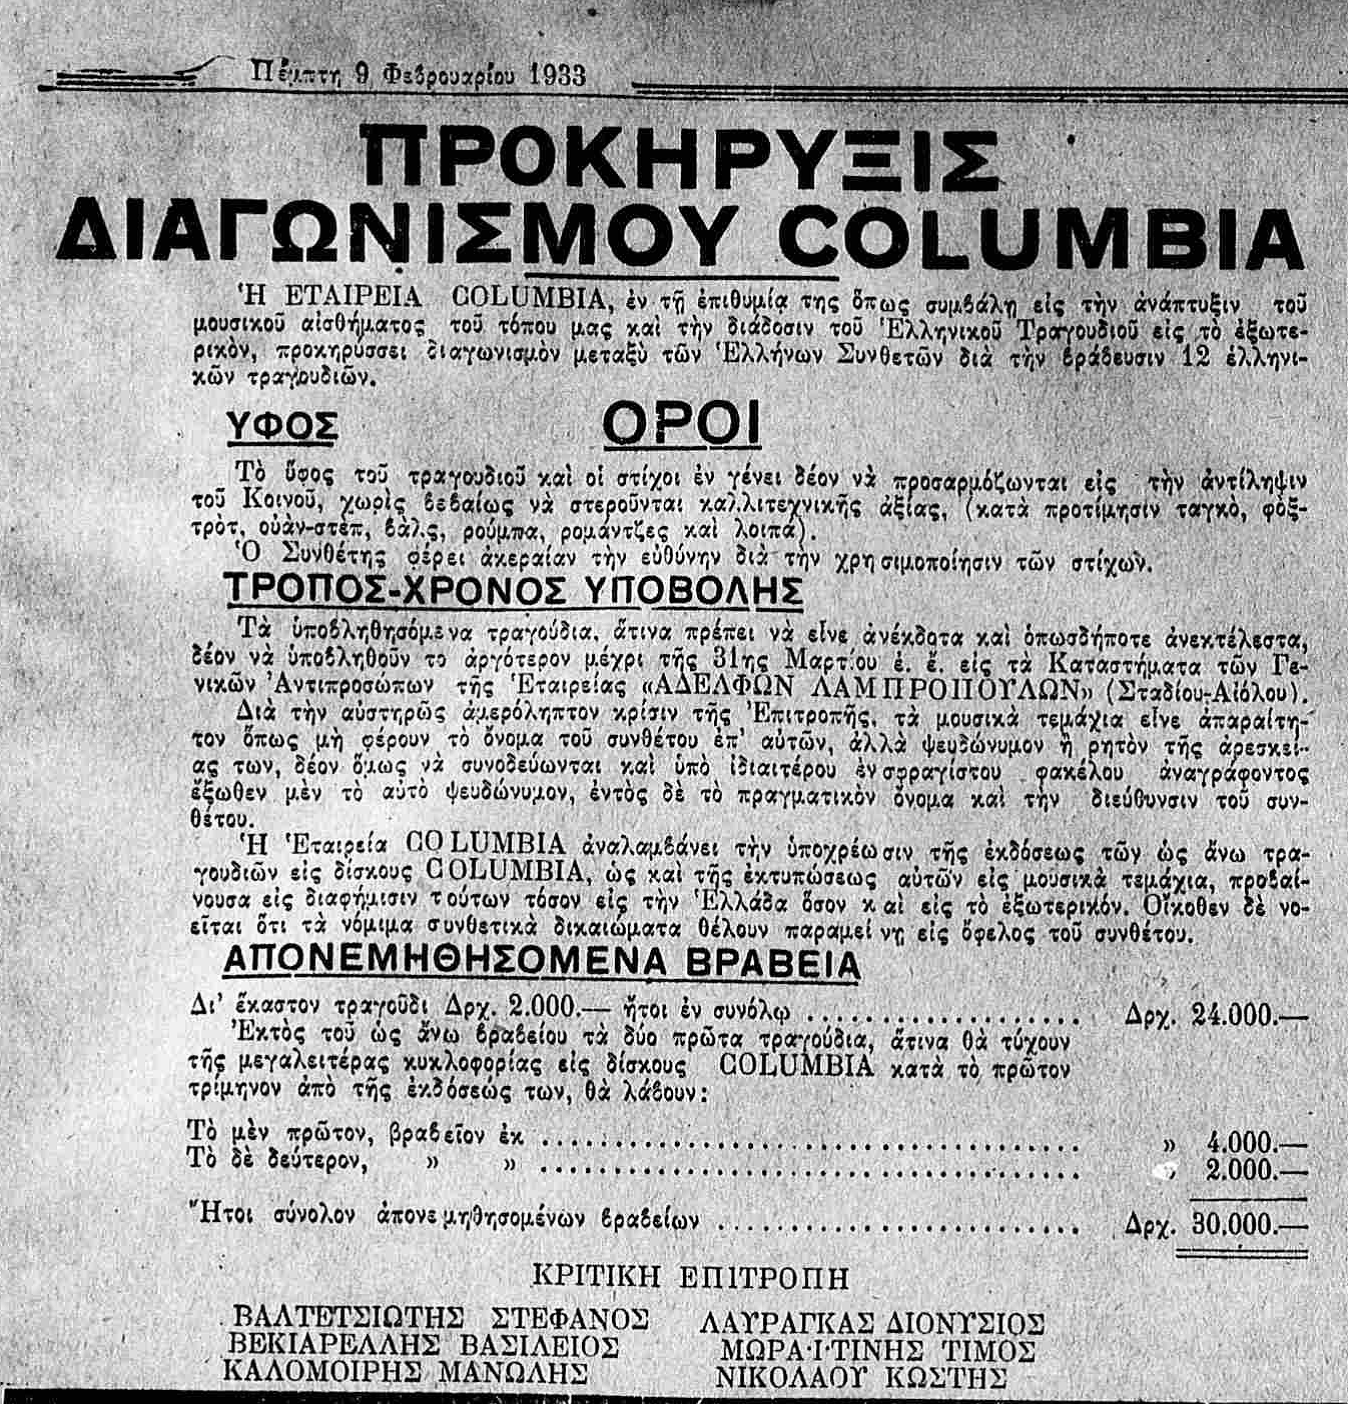 Πέμπτη 9 Φεβρουαρίου 1933
ΠΡΟΚΗΡΥΞΙΣ
ΔΙΑΓΩΝΙΣΜΟΥ COLUMBIA
Ἡ ΕΤΑΙΡΕΙΑ COLUMBIA, ἐν τῇ ἐπιθυμίᾳ της ὅπως συμβάλῃ εἰς τὴν ἀνάπτυξιν τοῦ
μουσικοῦ αἰσθήματος τοῦ τόπου μας καὶ τὴν διάδοσιν τοῦ Ἑλληνικοῦ Τραγουδιοῦ εἰς τὸ ἐξωτε-
ρικὸν, προκηρύσσει διαγωνισμὸν μεταξὺ τῶν Ἑλλήνων Συνθετῶν διὰ τὴν βράβευσιν 12 ἑλληνι-
κῶν τραγουδιῶν.
ΥΦΟΣ ΟΡΟΙ
Τὸ ὕφος τοῦ τραγουδιοῦ καὶ οἱ στίχοι ἐν γένει δέον νὰ προσαρμόζωνται εἰς τὴν ἀντίληψιν
τοῦ Κοινοῦ, χωρὶς βεβαίως νὰ στεροῦνται καλλιτεχνικῆς ἀξίας, (κατὰ προτίμησιν ταγκὸ, φὸξ-
τρὸτ, οὐὰν-στὲπ, βὰλς, ρούμπα, ρομάντζες καὶ λοιπά).
Ὁ Συνθέτης φέρει ἀκεραίαν τὴν εὐθύνην διὰ τὴν χρησιμοποίησιν τῶν στίχων.
ΤΡΟΠΟΣ-ΧΡΟΝΟΣ ΥΠΟΒΟΛΗΣ
Τὰ ὑποβληθησόμενα τραγούδια, ἅτινα πρέπει νὰ εἶνε ἀνέκδοτα καὶ ὁπωσδήποτε ἀνεκτέλεστα,
δέον νὰ ὑποβληθοῦν τὸ ἀργότερον μέχρι τῆς 31ης Μαρτίου ἐ. ἔ. εἰς τὰ Καταστήματα τῶν Γε-
νικῶν Ἀντιπροσώπων τῆς Ἑταιρείας «ΑΔΕΛΦΩΝ ΛΑΜΠΡΟΠΟΥΛΩΝ» (Σταδίου-Αἰόλου).
Διὰ τὴν αὐστηρῶς ἀμερόληπτον κρίσιν τῆς Ἐπιτροπῆς, τὰ μουσικὰ τεμάχια εἶνε ἀπαραίτη-
τον ὅπως μὴ φέρουν τὸ ὄνομα τοῦ συνθέτου ἐπ' αὐτῶν, ἀλλὰ ψευδώνυμον ἢ ρητὸν τῆς ἀρεσκεί-
ας των, δέον ὅμως νὰ συνοδεύωνται καὶ ὑπὸ ἰδιαιτέρου ἐνσφραγίστου φακέλου ἀναγράφοντος
ἔξωθεν μὲν τὸ αὐτὸ ψευδώνυμον, ἐντὸς δὲ τὸ πραγματικὸν ὄνομα καὶ τὴν διεύθυνσιν τοῦ συν-
θέτου.
Ἡ Ἑταιρεία COLUMBIA ἀναλαμβάνει τὴν ὑποχρέωσιν τῆς ἐκδόσεως τῶν ὡς ἄνω τρα-
γουδιῶν εἰς δίσκους COLUMBIA, ὡς καὶ τῆς ἐκτυπώσεως αὐτῶν εἰς μουσικὰ τεμάχια, προβαί-
νουσα εἰς διαφήμισιν τούτων τόσον εἰς τὴν Ἑλλάδα ὅσον καὶ εἰς τὸ ἐξωτερικόν. Οἴκοθεν δὲ νο-
εῖται ὅτι τὰ νόμιμα συνθετικὰ δικαιώματα θέλουν παραμείνῃ εἰς ὄφελος τοῦ συνθέτου.
ΑΠΟΝΕΜΗΘΗΣΟΜΕΝΑ ΒΡΑΒΕΙΑ
Δι' ἕκαστον τραγοῦδι Δρχ. 2.000.— ἤτοι ἐν συνόλῳ .................... Δρχ. 24.000.—
Ἐκτὸς τοῦ ὡς ἄνω βραβείου τὰ δύο πρῶτα τραγούδια, ἅτινα θὰ τύχουν
τῆς μεγαλειτέρας κυκλοφορίας εἰς δίσκους COLUMBIA κατὰ τὸ πρῶτον
τρίμηνον ἀπὸ τῆς ἐκδόσεώς των, θὰ λάβουν:
Τὸ μὲν πρῶτον, βραβεῖον ἐκ ........................................ » 4.000.—
Τὸ δὲ δεύτερον, » » ........................................ » 2.000.—
Ἤτοι σύνολον ἀπονεμηθησομένων βραβείων .......................... Δρχ. 30.000.—
ΚΡΙΤΙΚΗ ΕΠΙΤΡΟΠΗ
ΒΑΛΤΕΤΣΙΩΤΗΣ ΣΤΕΦΑΝΟΣ ΛΑΥΡΑΓΚΑΣ ΔΙΟΝΥΣΙΟΣ
ΒΕΚΙΑΡΕΛΛΗΣ ΒΑΣΙΛΕΙΟΣ ΜΩΡΑ·Ι·ΤΙΝΗΣ ΤΙΜΟΣ
ΚΑΛΟΜΟΙΡΗΣ ΜΑΝΩΛΗΣ ΝΙΚΟΛΑΟΥ ΚΩΣΤΗΣ